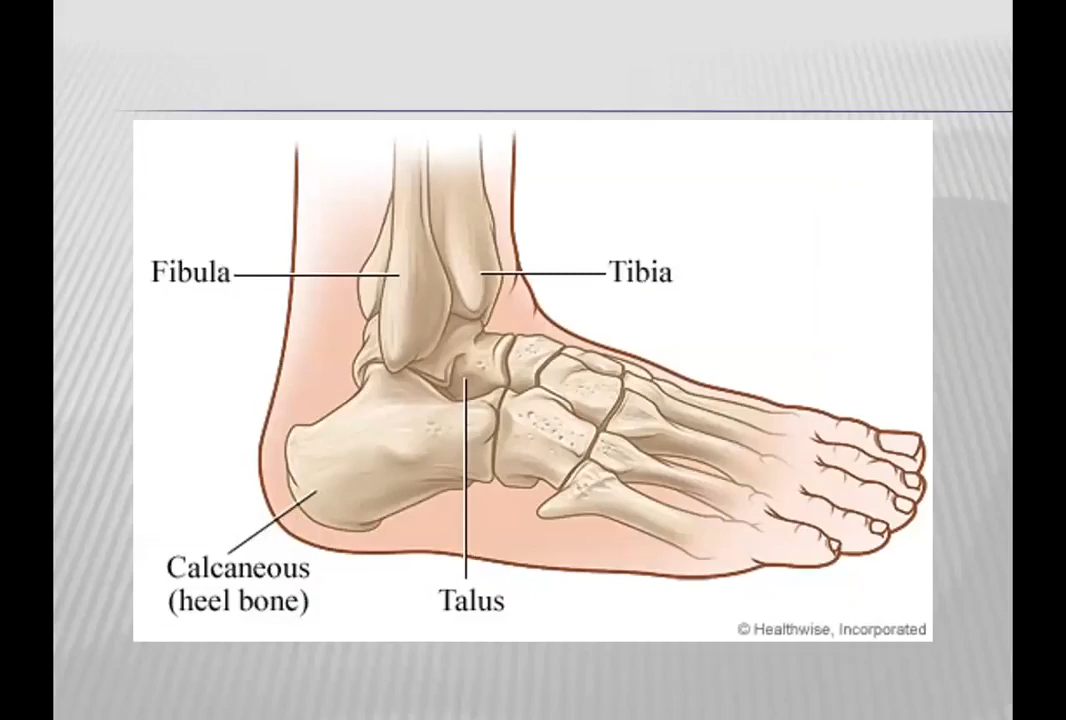 Fibula
Tibia
Calcaneous
(heel bone)
Talus
© Healthwise, Incorporated